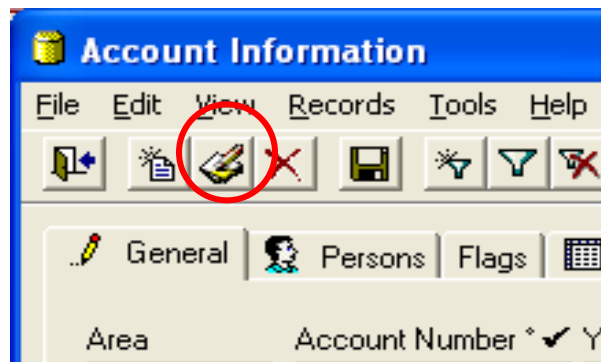 Account Information
File Edit View Records Tools Help
General Persons Flags
Area Account Number * Y